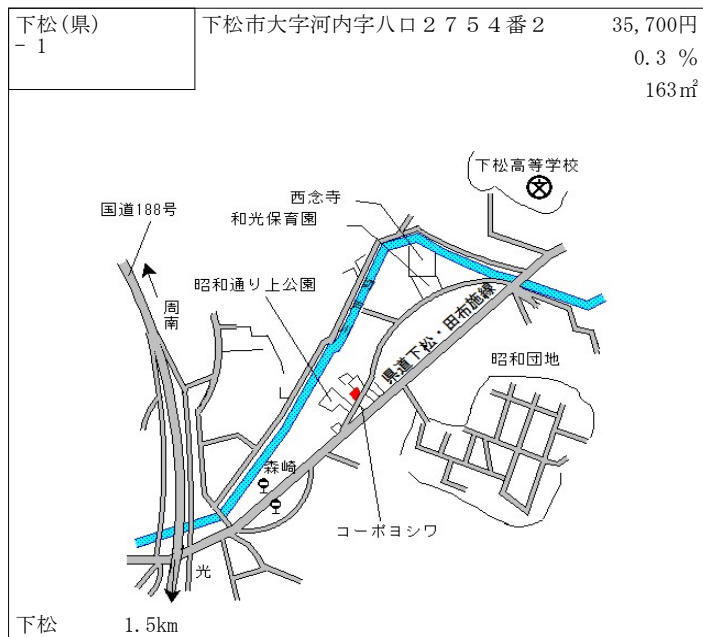 下松(県)
- 1
下松市大字河内字八口２７５４番２
35,700円
0.3 %
163㎡
下松高等学校
西念寺
国道188号
和光保育園
昭和通り上公園
周南
県道下松・田布施線
昭和団地
森崎
コーポヨシワ
光
下松 1.5km